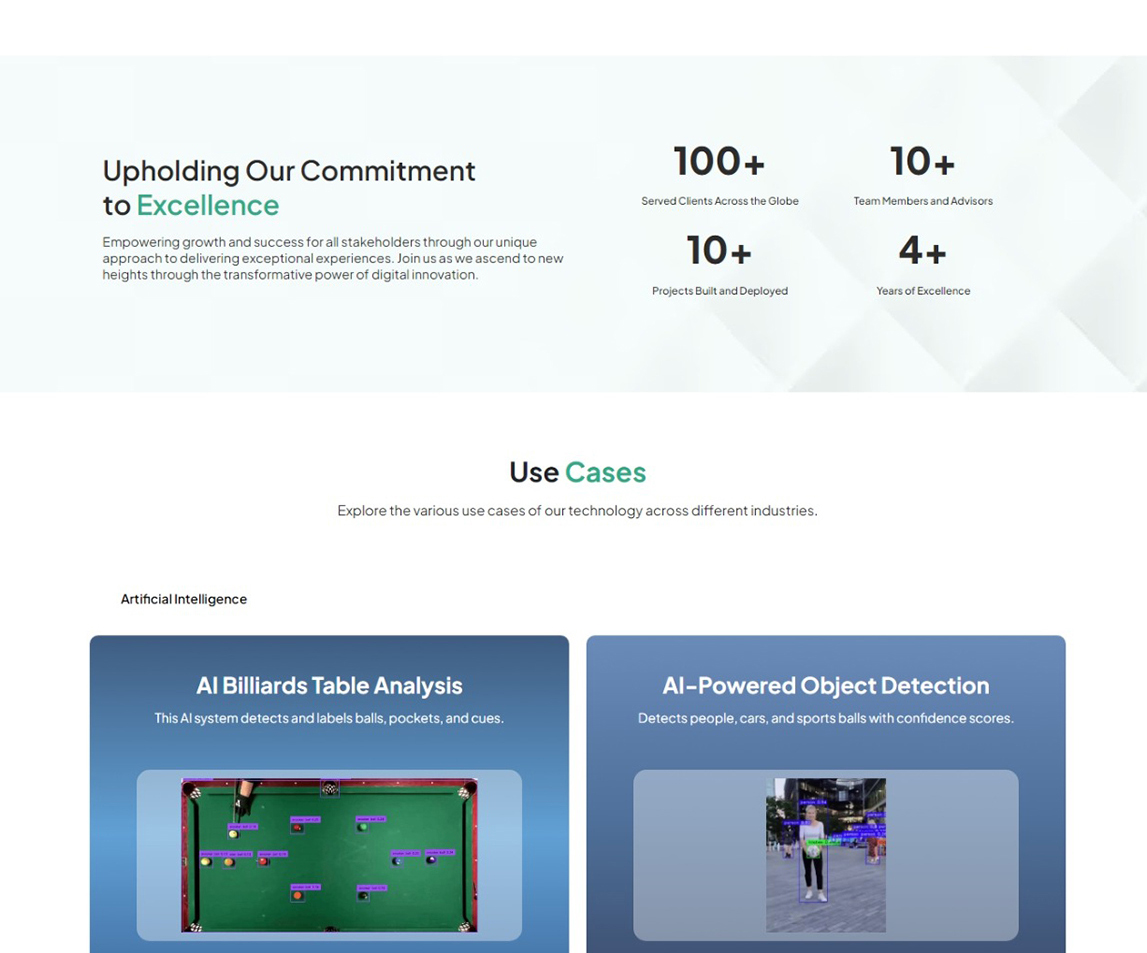 Upholding Our Commitment
to Excellence
Empowering growth and success for all stakeholders through our unique
approach to delivering exceptional experiences. Join us as we ascend to new
heights through the transformative power of digital innovation.
100+
Served Clients Across the Globe
10+
Team Members and Advisors
10+
Projects Built and Deployed
4+
Years of Excellence
Use Cases
Explore the various use cases of our technology across different industries.
Artificial Intelligence
AI Billiards Table Analysis
This AI system detects and labels balls, pockets, and cues.
AI-Powered Object Detection
Detects people, cars, and sports balls with confidence scores.